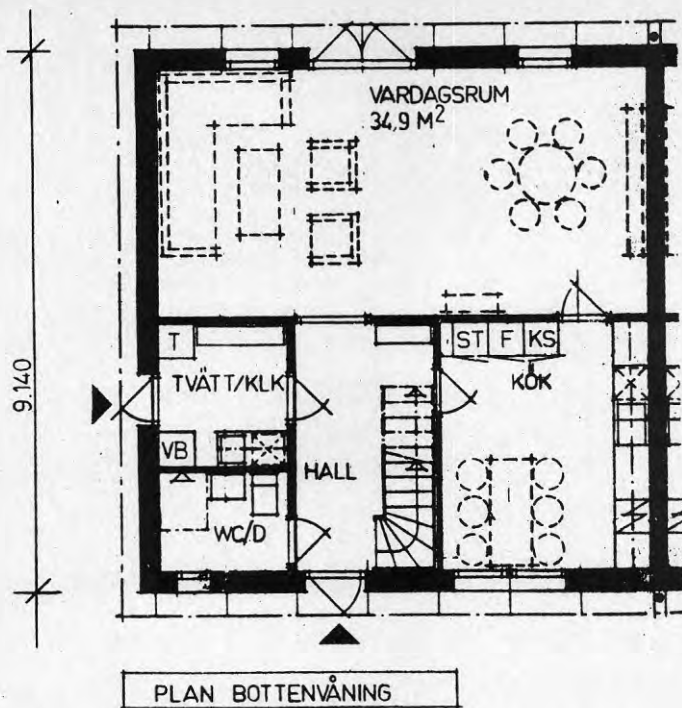 VARDAGSRUM
34,9 M²
9.140
T
ST F KS
TVÄTT/KLK
KÖK
VB
HALL
WC/D
PLAN BOTTENVÅNING